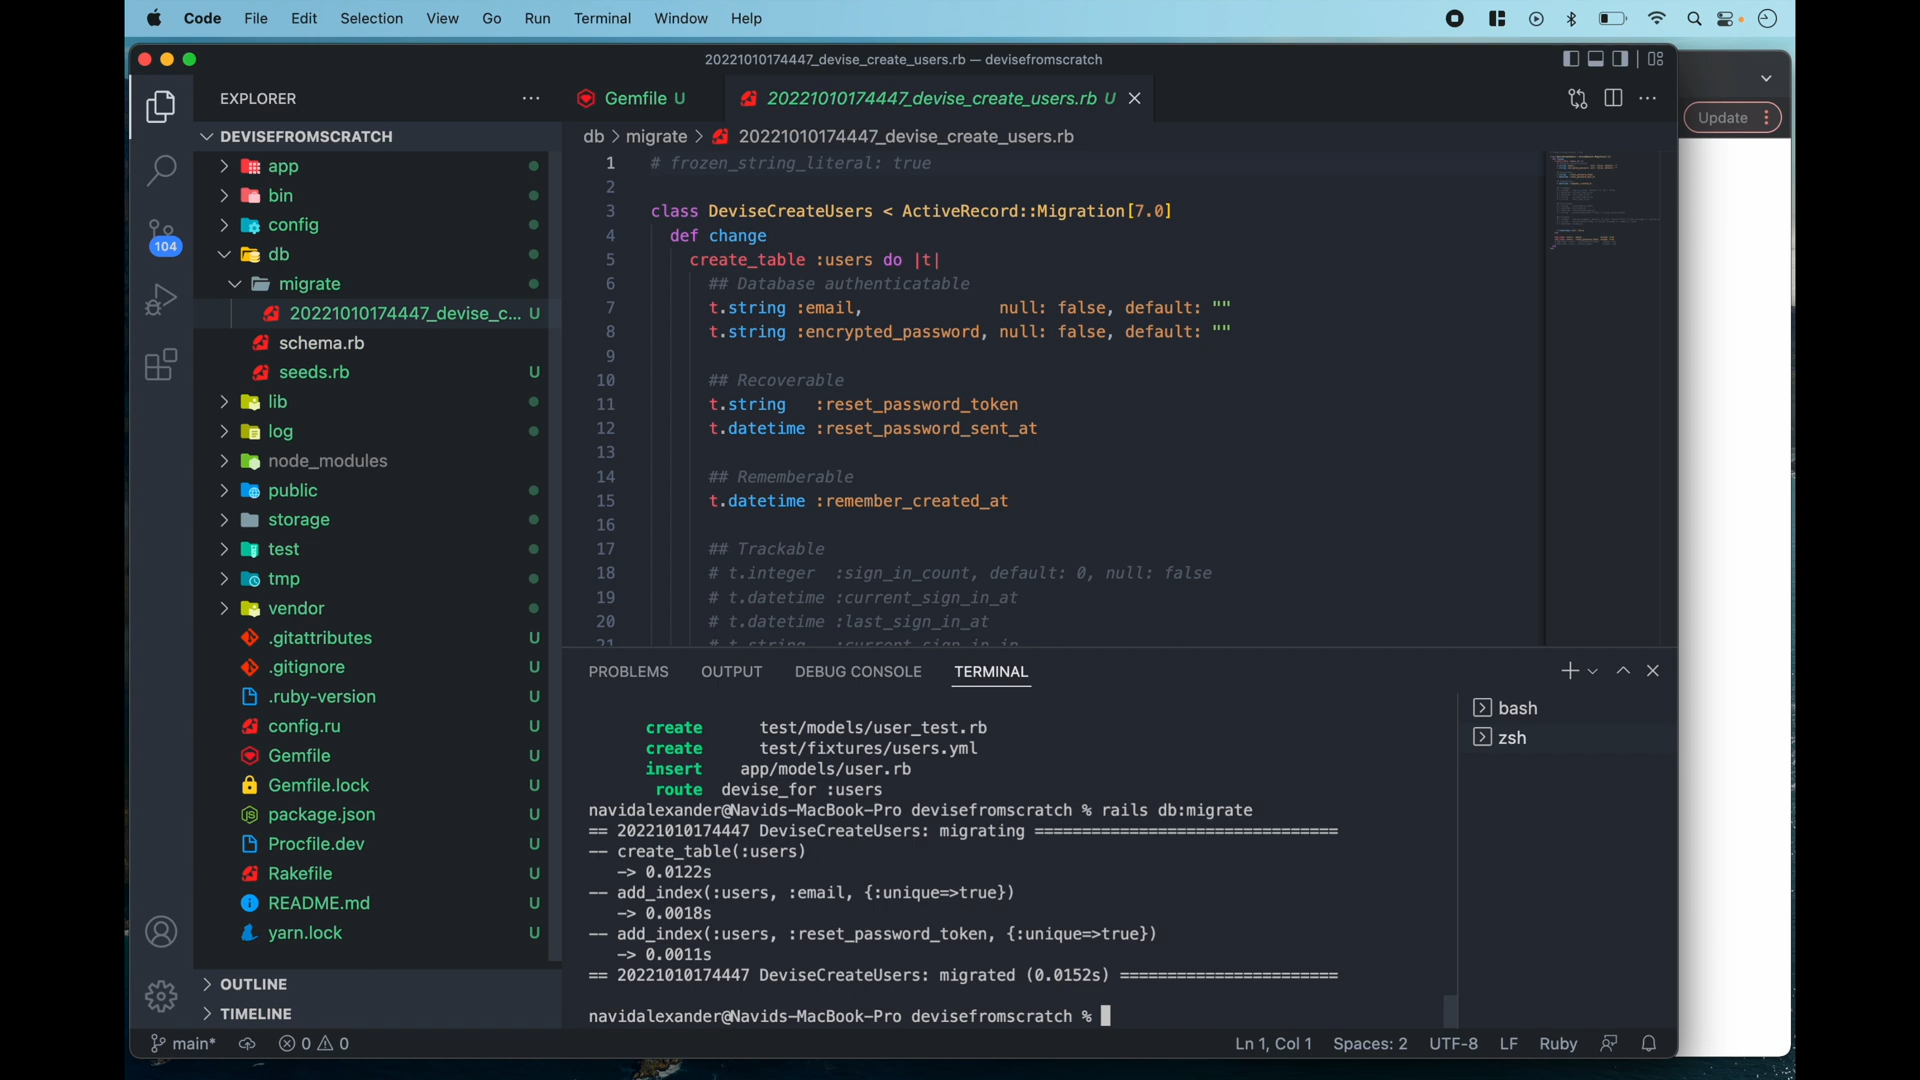 Code File Edit Selection View Go Run Terminal Window Help
20221010174447_devise_create_users.rb — devisefromscratch
Update
EXPLORER
Gemfile U
20221010174447_devise_create_users.rb U
DEVISEFROMSCRATCH
app
bin
config
db
migrate
20221010174447_devise_c... U
schema.rb
seeds.rb U
lib
log
node_modules
public
storage
test
tmp
vendor
.gitattributes U
.gitignore U
.ruby-version U
config.ru U
Gemfile U
Gemfile.lock U
package.json U
Procfile.dev U
Rakefile U
README.md U
yarn.lock U
OUTLINE
TIMELINE
104
db > migrate > 20221010174447_devise_create_users.rb
1 # frozen_string_literal: true
2
3 class DeviseCreateUsers < ActiveRecord::Migration[7.0]
4 def change
5 create_table :users do |t|
6 ## Database authenticatable
7 t.string :email, null: false, default: ""
8 t.string :encrypted_password, null: false, default: ""
9
10 ## Recoverable
11 t.string :reset_password_token
12 t.datetime :reset_password_sent_at
13
14 ## Rememberable
15 t.datetime :remember_created_at
16
17 ## Trackable
18 # t.integer :sign_in_count, default: 0, null: false
19 # t.datetime :current_sign_in_at
20 # t.datetime :last_sign_in_at
21 # t.string :current_sign_in_ip
PROBLEMS OUTPUT DEBUG CONSOLE TERMINAL
create test/models/user_test.rb
create test/fixtures/users.yml
insert app/models/user.rb
route devise_for :users
navidalexander@Navids-MacBook-Pro devisefromscratch % rails db:migrate
== 20221010174447 DeviseCreateUsers: migrating ================================
-- create_table(:users)
-> 0.0122s
-- add_index(:users, :email, {:unique=>true})
-> 0.0018s
-- add_index(:users, :reset_password_token, {:unique=>true})
-> 0.0011s
== 20221010174447 DeviseCreateUsers: migrated (0.0152s) =======================
navidalexander@Navids-MacBook-Pro devisefromscratch %
bash
zsh
main* 0 0
Ln 1, Col 1 Spaces: 2 UTF-8 LF Ruby